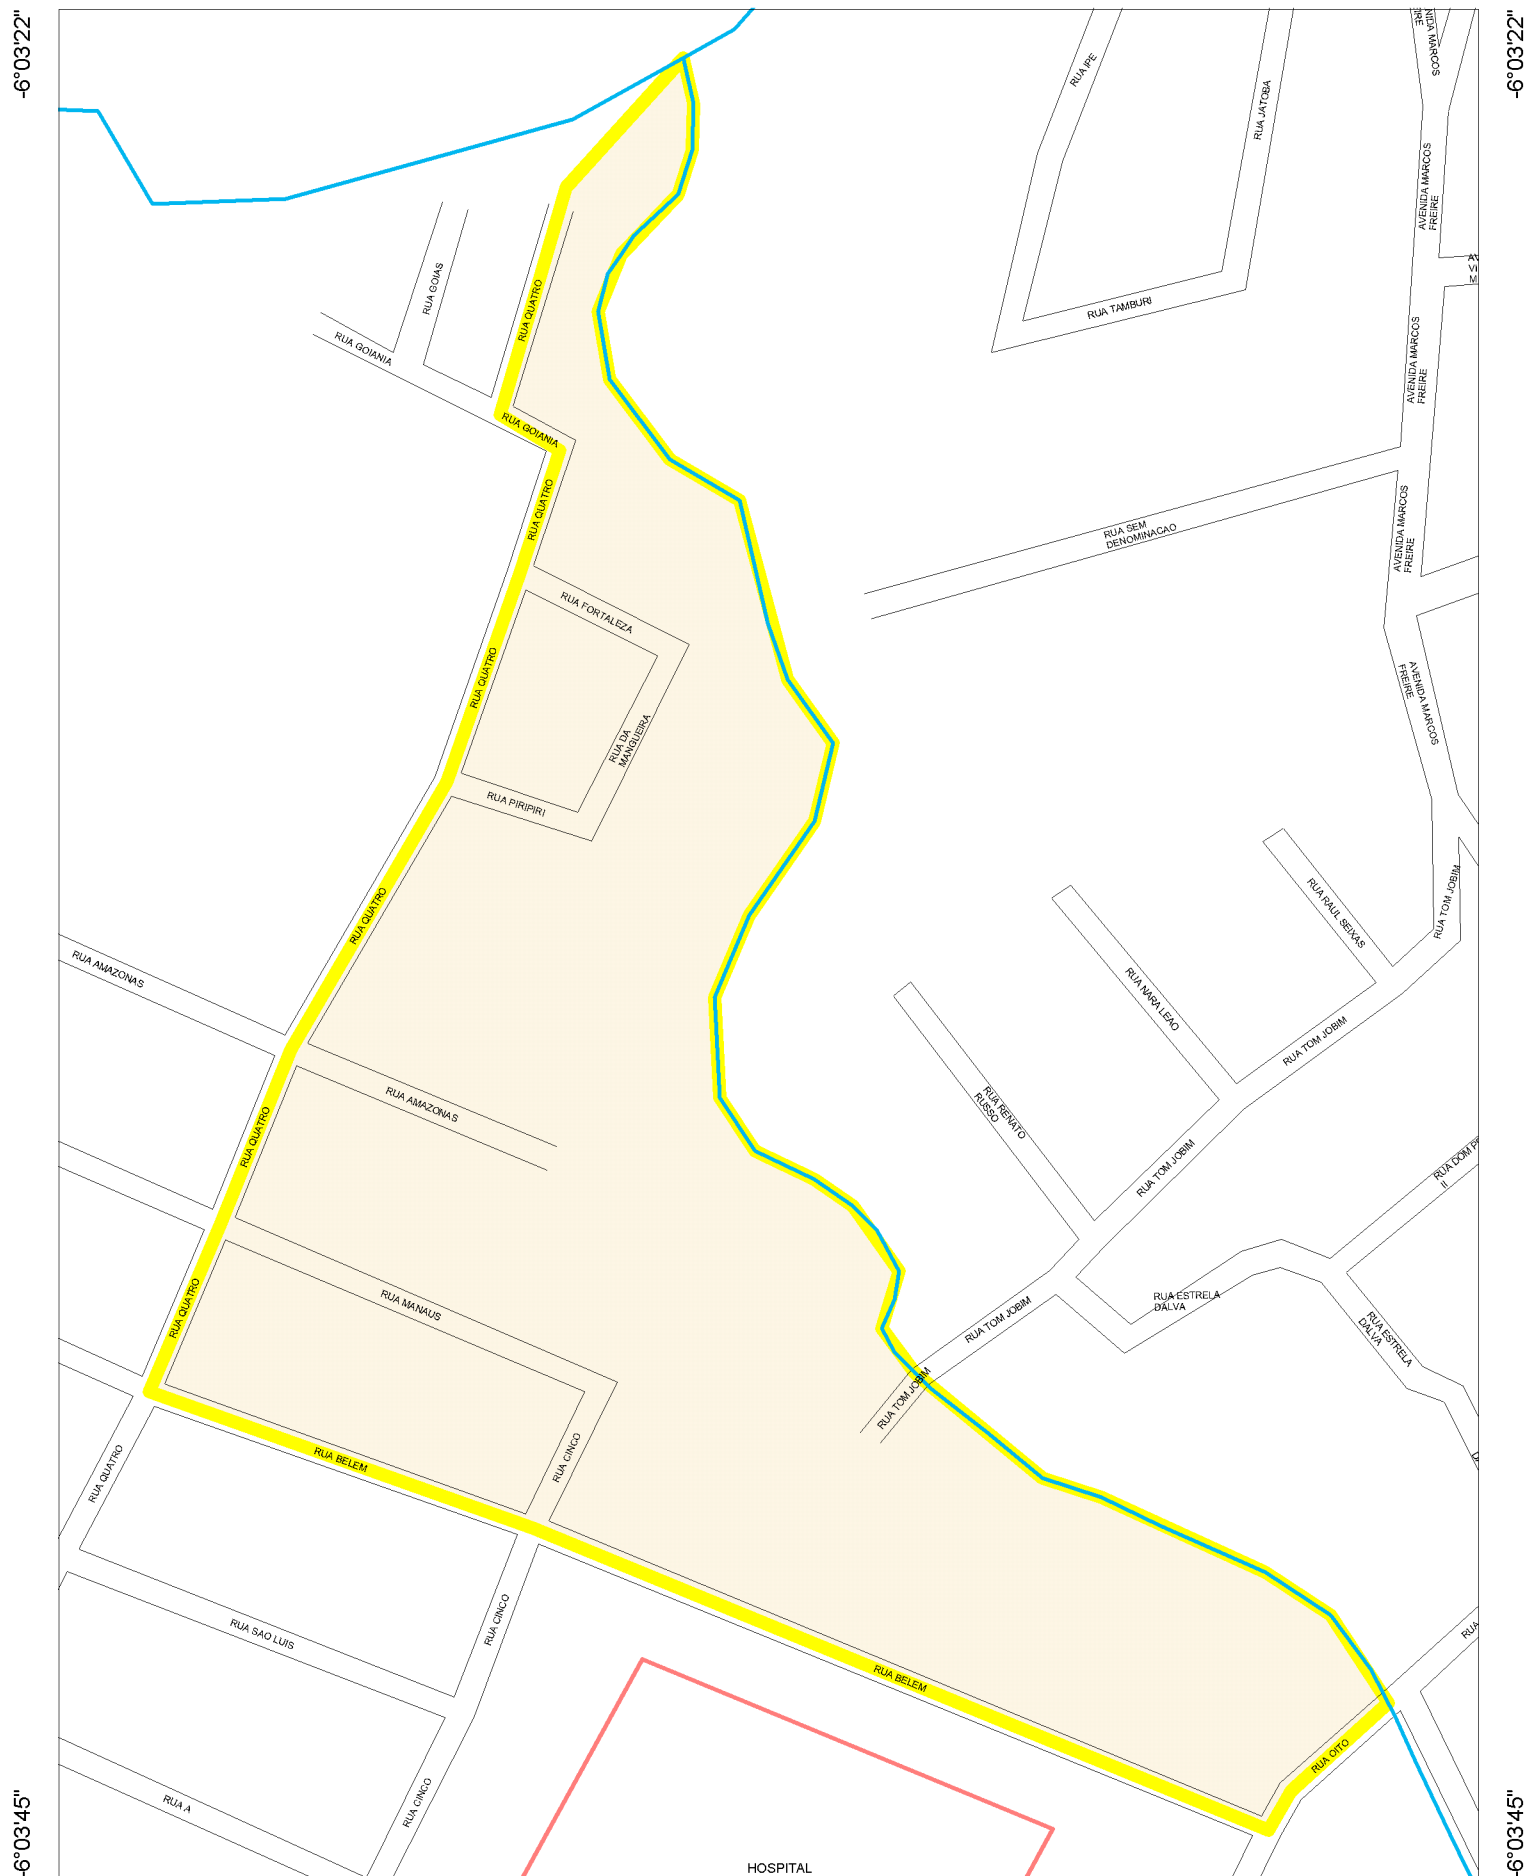 -6°03'22"
-6°03'22"
RUA IPE
RUA JATOBA
AVENIDA MARCOS
FREIRE
RUA GOIAS
RUA QUATRO
RUA TAMBURI
RUA GOIANIA
AVENIDA MARCOS
FREIRE
RUA GOIANIA
RUA QUATRO
RUA SEM
DENOMINACAO
AVENIDA MARCOS
FREIRE
RUA FORTALEZA
RUA QUATRO
AVENIDA MARCOS
FREIRE
RUA DA
MANGUEIRA
RUA PIRIPIRI
RUA QUATRO
RUA TOM JOBIM
RUA RAUL SEIXAS
RUA AMAZONAS
RUA NARA LEAO
RUA TOM JOBIM
RUA AMAZONAS
RUA RENATO
RUSSO
RUA QUATRO
RUA TOM JOBIM
RUA DOM
II
RUA QUATRO
RUA MANAUS
RUA ESTRELA
DALVA
RUA TOM JOBIM
RUA ESTRELA
DALVA
RUA TOM JOBIM
RUA BELEM
RUA CINCO
RUA QUATRO
RUA CINCO
RUA SAO LUIS
RUA
RUA BELEM
RUA OITO
RUA A
RUA CINCO
-6°03'45"
-6°03'45"
HOSPITAL